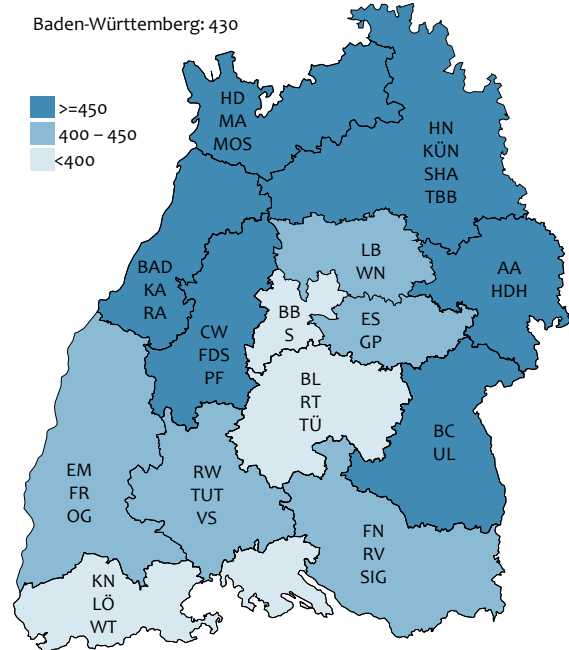 Baden-Württemberg: 430
>=450
400 – 450
<400
HD
MA
MOS
HN
KÜN
SHA
TBB
LB
WN
AA
HDH
BAD
KA
RA
BB
S
ES
GP
CW
FDS
PF
BL
RT
TÜ
BC
UL
EM
FR
OG
RW
TUT
VS
FN
RV
SIG
KN
LÖ
WT